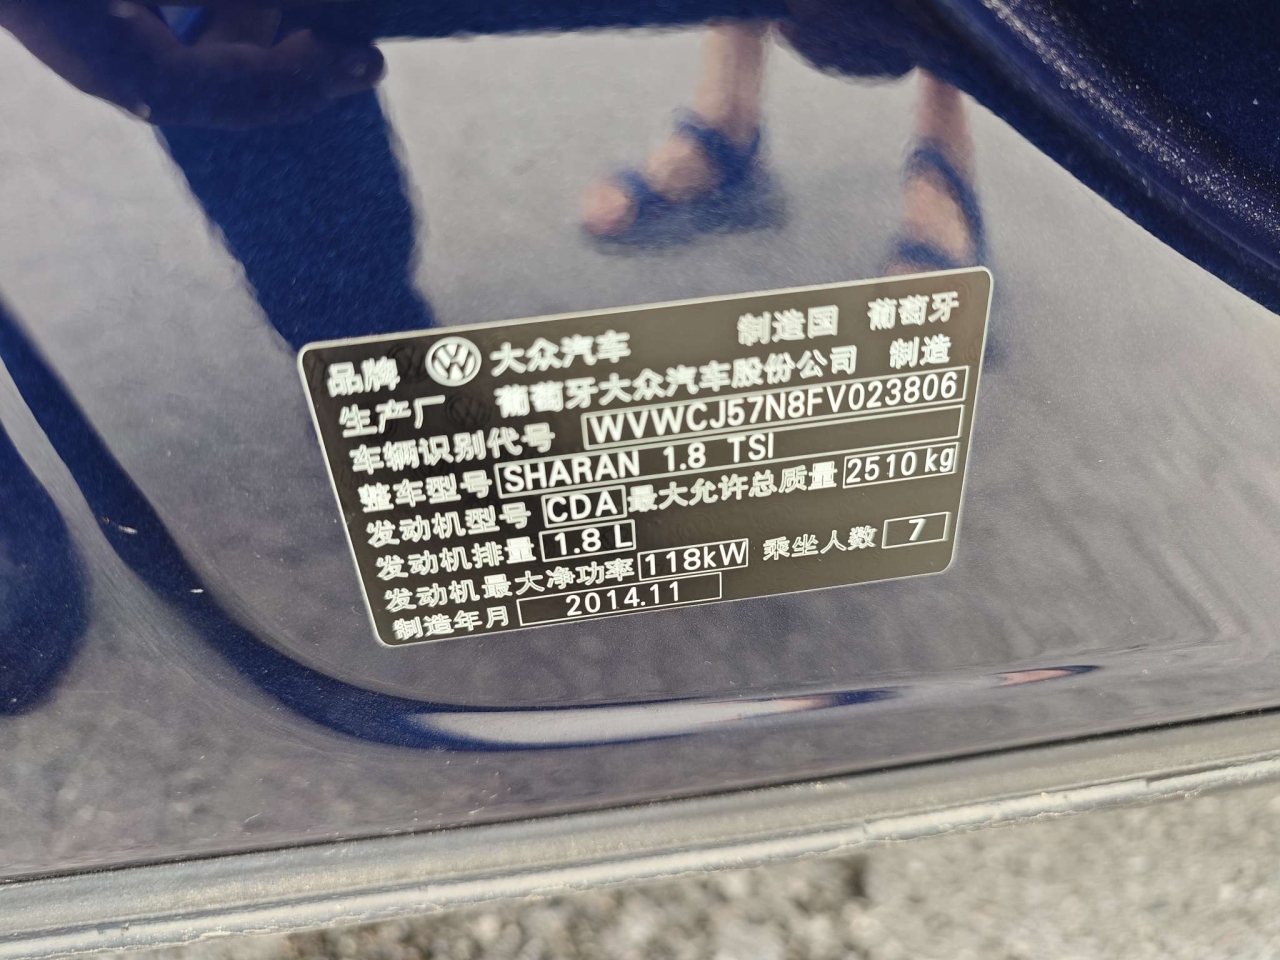 品牌 大众汽车 制造国 葡萄牙
生产厂 葡萄牙大众汽车股份公司 制造
车辆识别代号 WVWCJ57N8FV023806
整车型号 SHARAN 1.8 TSI
发动机型号 CDA 最大允许总质量 2510 kg
发动机排量 1.8 L
发动机最大净功率 118kW 乘坐人数 7
制造年月 2014.11